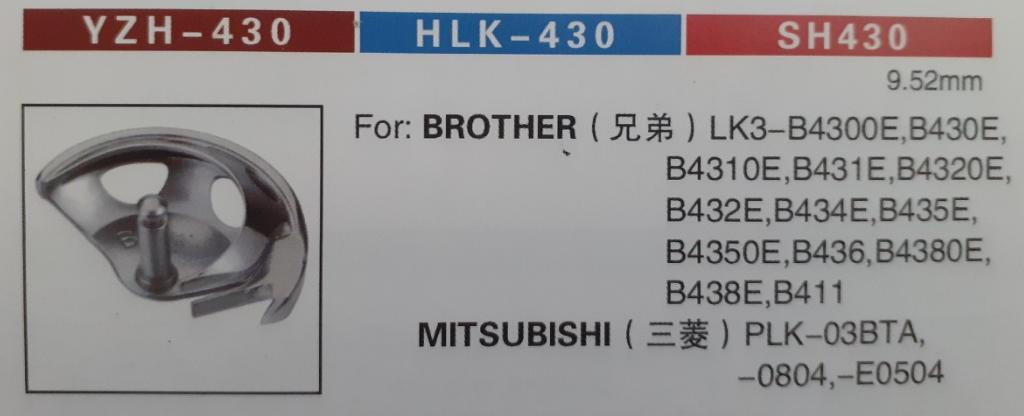 YZH-430 HLK-430 SH430
9.52mm
For: BROTHER（兄弟）LK3-B4300E,B430E,
B4310E,B431E,B4320E,
B432E,B434E,B435E,
B4350E,B436,B4380E,
B438E,B411
MITSUBISHI（三菱）PLK-03BTA,
-0804,-E0504